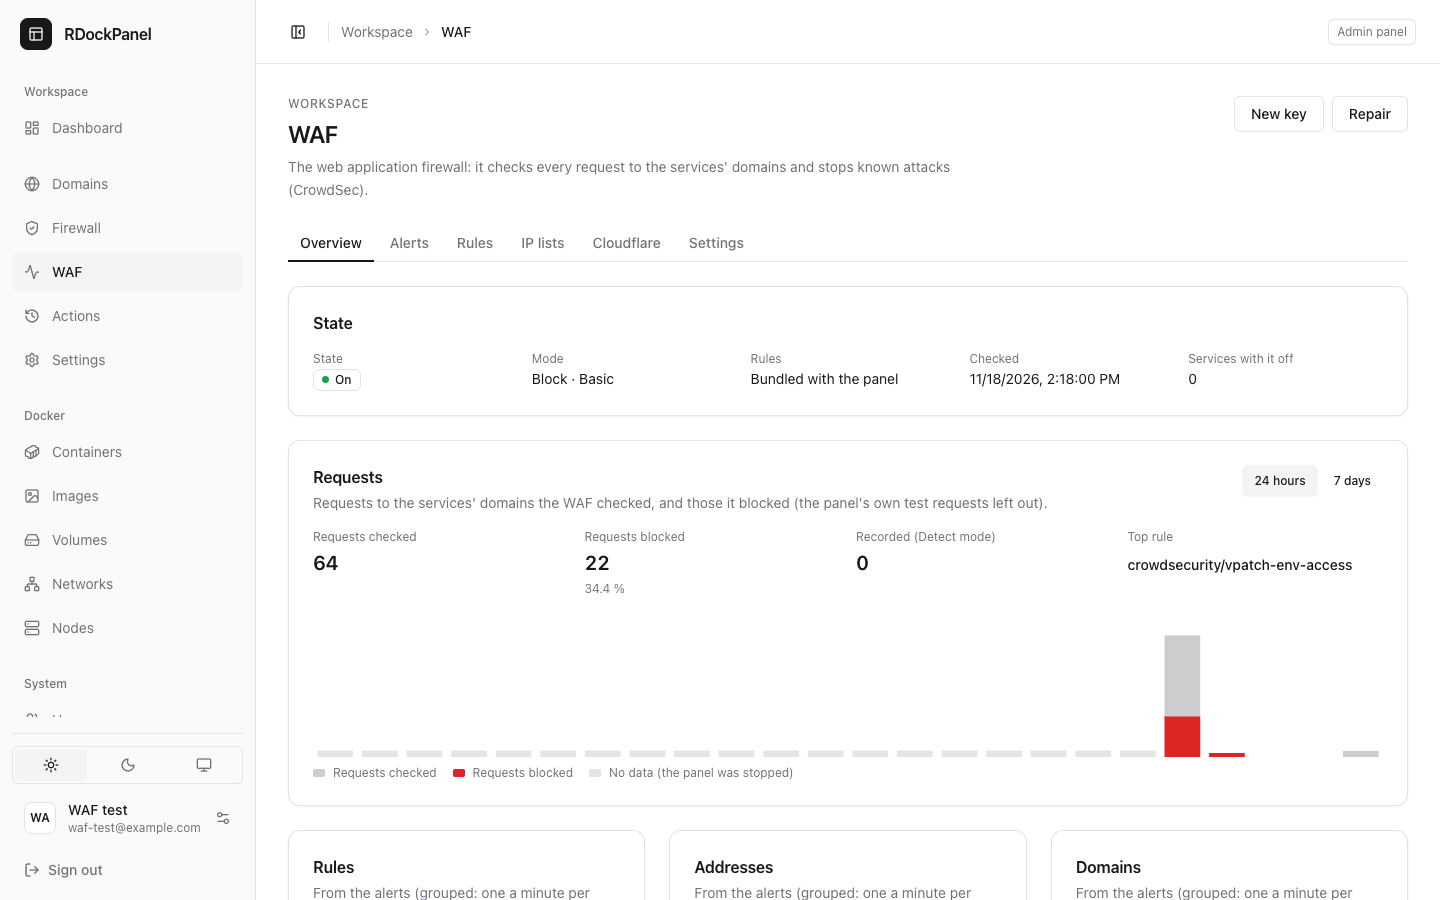 RDockPanel
Workspace
Dashboard
Domains
Firewall
WAF
Actions
Settings
Docker
Containers
Images
Volumes
Networks
Nodes
System
WA
WAF test
waf-test@example.com
Sign out
Workspace > WAF
Admin panel
WORKSPACE
WAF
The web application firewall: it checks every request to the services' domains and stops known attacks
(CrowdSec).
New key
Repair
Overview Alerts Rules IP lists Cloudflare Settings
State
State Mode Rules Checked Services with it off
On Block · Basic Bundled with the panel 11/18/2026, 2:18:00 PM 0
Requests
Requests to the services' domains the WAF checked, and those it blocked (the panel's own test requests left out).
24 hours 7 days
Requests checked Requests blocked Recorded (Detect mode) Top rule
64 22 0 crowdsecurity/vpatch-env-access
34.4 %
Requests checked Requests blocked No data (the panel was stopped)
Rules
From the alerts (grouped: one a minute per
Addresses
From the alerts (grouped: one a minute per
Domains
From the alerts (grouped: one a minute per